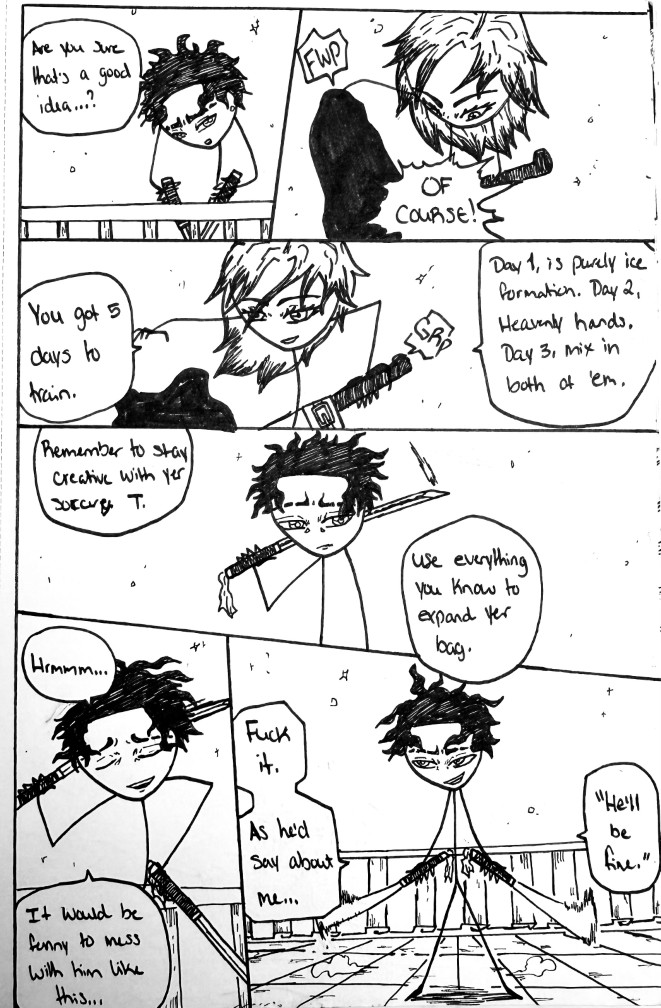 Are you sure
that's a good
idea...?
FWP
OF
COURSE!
You got 5
days to
train.
SRP
Day 1, is purely ice
formation. Day 2,
Heavenly hands.
Day 3, mix in
both of 'em.
Remember to stay
creative with yer
sorcery T.
Use everything
you know to
expand yer
bag.
Hrmmm...
It would be
funny to mess
with him like
this...
Fuck
it.
As he'd
say about
me...
"He'll
be
fine."